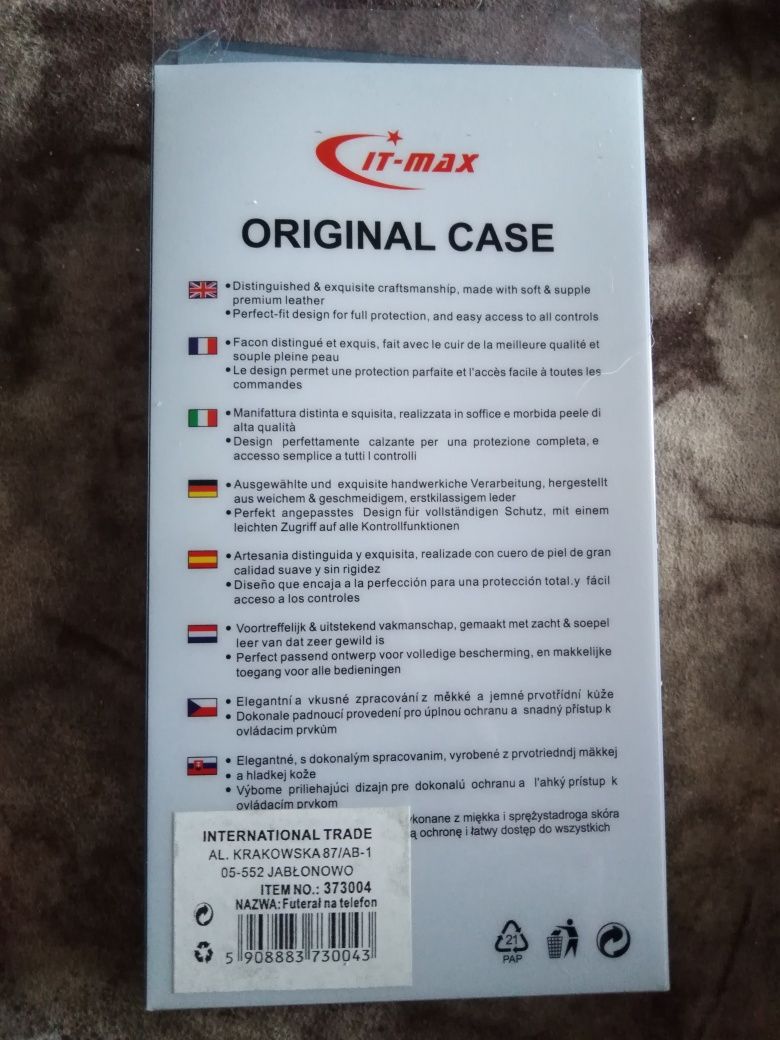 IT-MAX
ORIGINAL CASE
• Distinguished & exquisite craftsmanship, made with soft & supple
premium leather
• Perfect-fit design for full protection, and easy access to all controls
• Facon distingué et exquis, fait avec le cuir de la meilleure qualité et
souple pleine peau
• Le design permet une protection parfaite et l'accès facile à toutes les
commandes
• Manifattura distinta e squisita, realizzata in soffice e morbida peele di
alta qualità
• Design perfettamente calzante per una protezione completa, e
accesso semplice a tutti l controlli
• Ausgewählte und exquisite handwerkiche Verarbeitung, hergestellt
aus weichem & geschmeidigem, erstkilassigem leder
• Perfekt angepasstes Design für vollständigen Schutz, mit einem
leichten Zugriff auf alle Kontrollfunktionen
• Artesania distinguida y exquisita, realizade con cuero de piel de gran
calidad suave y sin rigidez
• Diseño que encaja a la perfección para una protección total.y fácil
acceso a los controles
• Voortreffelijk & uitstekend vakmanschap, gemaakt met zacht & soepel
leer van dat zeer gewild is
• Perfect passend ontwerp voor volledige bescherming, en makkelijke
toegang voor alle bedieningen
• Elegantní a vkusné zpracování z měkké a jemné prvotřídní kůže
• Dokonale padnoucí provedení pro úplnou ochranu a snadný přístup k
ovládacim prvkům
• Elegantné, s dokonalým spracovanim, vyrobené z prvotriedndj mäkkej
• a hladkej kože
• Výbome priliehajúci dizajn pre dokonalú ochranu a l'ahký prístup k
ovládacím prvkom
ykonane z miękka i sprężystadroga skóra
ą ochronę i łatwy dostęp do wszystkich
INTERNATIONAL TRADE
AL. KRAKOWSKA 87/AB-1
05-552 JABŁONOWO
ITEM NO.: 373004
NAZWA: Futerał na telefon
5 908883 730043
21
PAP